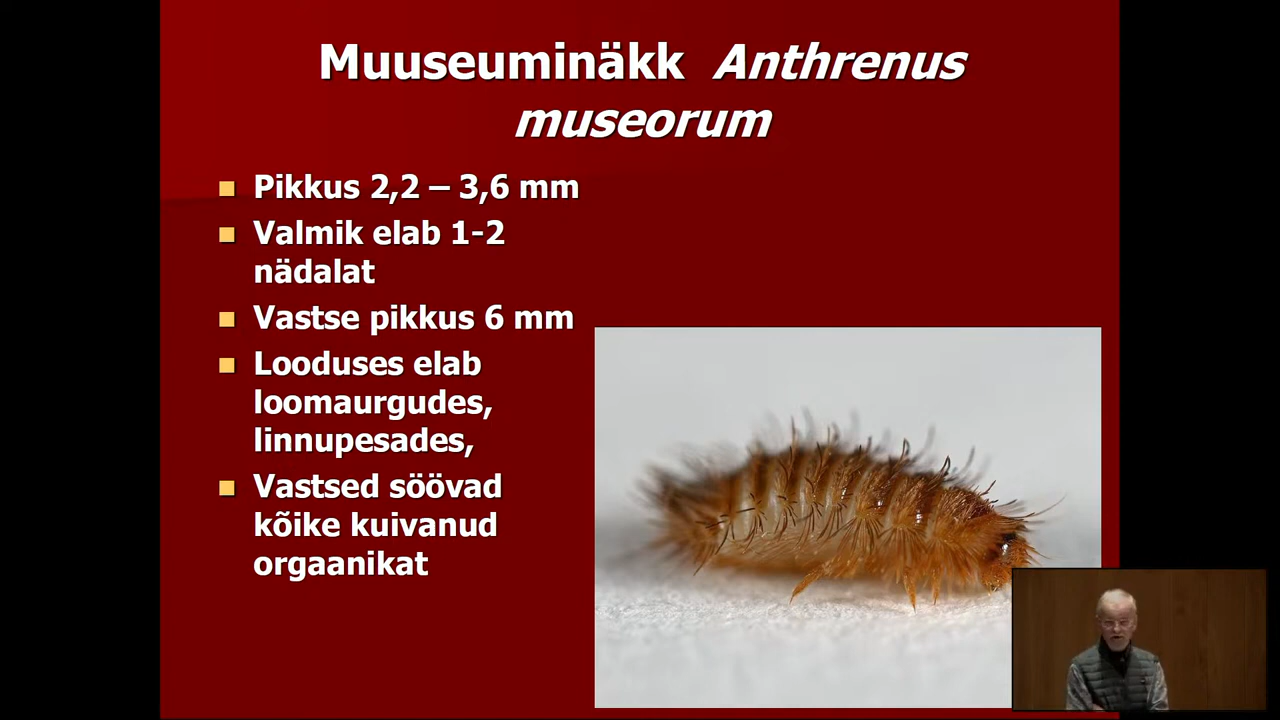 Muuseuminäkk Anthrenus
museorum
Pikkus 2,2 – 3,6 mm
Valmik elab 1-2
nädalat
Vastse pikkus 6 mm
Looduses elab
loomaurgudes,
linnupesades,
Vastsed söövad
kõike kuivanud
orgaanikat